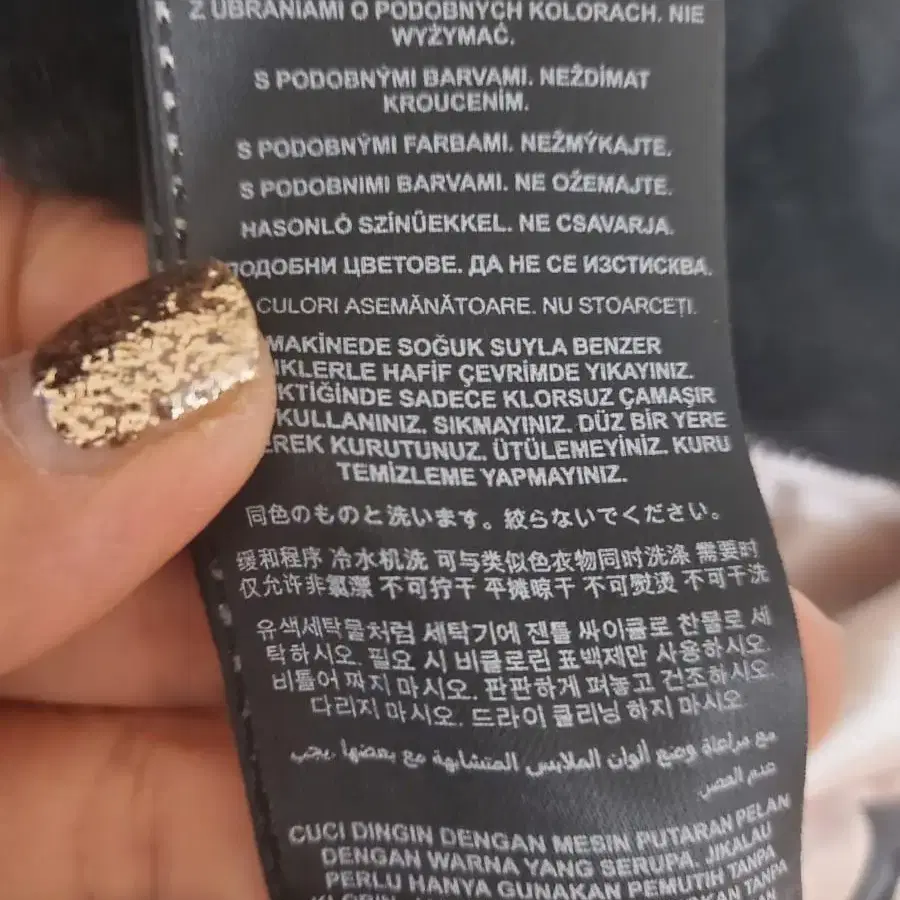 Z UBRANIAMI O PODOBNYCH KOLORACH. NIE
WYŻYMAĆ.
S PODOBNÝMI BARVAMI. NEŽDÍMAT
KROUCENÍM.
S PODOBNÝMI FARBAMI. NEŽMÝKAJTE.
S PODOBNIMI BARVAMI. NE OŽEMAJTE.
HASONLÓ SZÍNŰEKKEL. NE CSAVARJA.
ПОДОБНИ ЦВЕТОВЕ. ДА НЕ СЕ ИЗСТИСКВА.
CULORI ASEMĂNĂTOARE. NU STOARCEȚI.
MAKİNEDE SOĞUK SUYLA BENZER
KLERLE HAFİF ÇEVRİMDE YIKAYINIZ.
KTİĞİNDE SADECE KLORSUZ ÇAMAŞIR
KULLANINIZ. SIKMAYINIZ. DÜZ BİR YERE
EREK KURUTUNUZ. ÜTÜLEMEYİNİZ. KURU
TEMİZLEME YAPMAYINIZ.
同色のものと洗います。絞らないでください。
缓和程序 冷水机洗 可与类似色衣物同时洗涤 需要时
仅允许非氯漂 不可拧干 平摊晾干 不可熨烫 不可干洗
유색세탁물처럼 세탁기에 젠틀 싸이클로 찬물로 세
탁하시오. 필요 시 비클로린 표백제만 사용하시오.
비틀어 짜지 마시오. 판판하게 펴놓고 건조하시오.
다리지 마시오. 드라이 클리닝 하지 마시오.
مع مراعاة وضع ألوان الملابس المتشابهة مع بعضها. يجب
عدم العصر.
CUCI DINGIN DENGAN MESIN PUTARAN PELAN
DENGAN WARNA YANG SERUPA. JIKALAU
PERLU HANYA GUNAKAN PEMUTIH TANPA